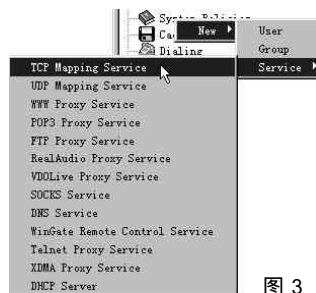 System Policies
Ca
New
Dialing
User
Group
Service
TCP Mapping Service
UDP Mapping Service
WWW Proxy Service
POP3 Proxy Service
FTP Proxy Service
RealAudio Proxy Service
VDOLive Proxy Service
SOCKS Service
DNS Service
WinGate Remote Control Service
Telnet Proxy Service
XDMA Proxy Service
DHCP Server
图 3